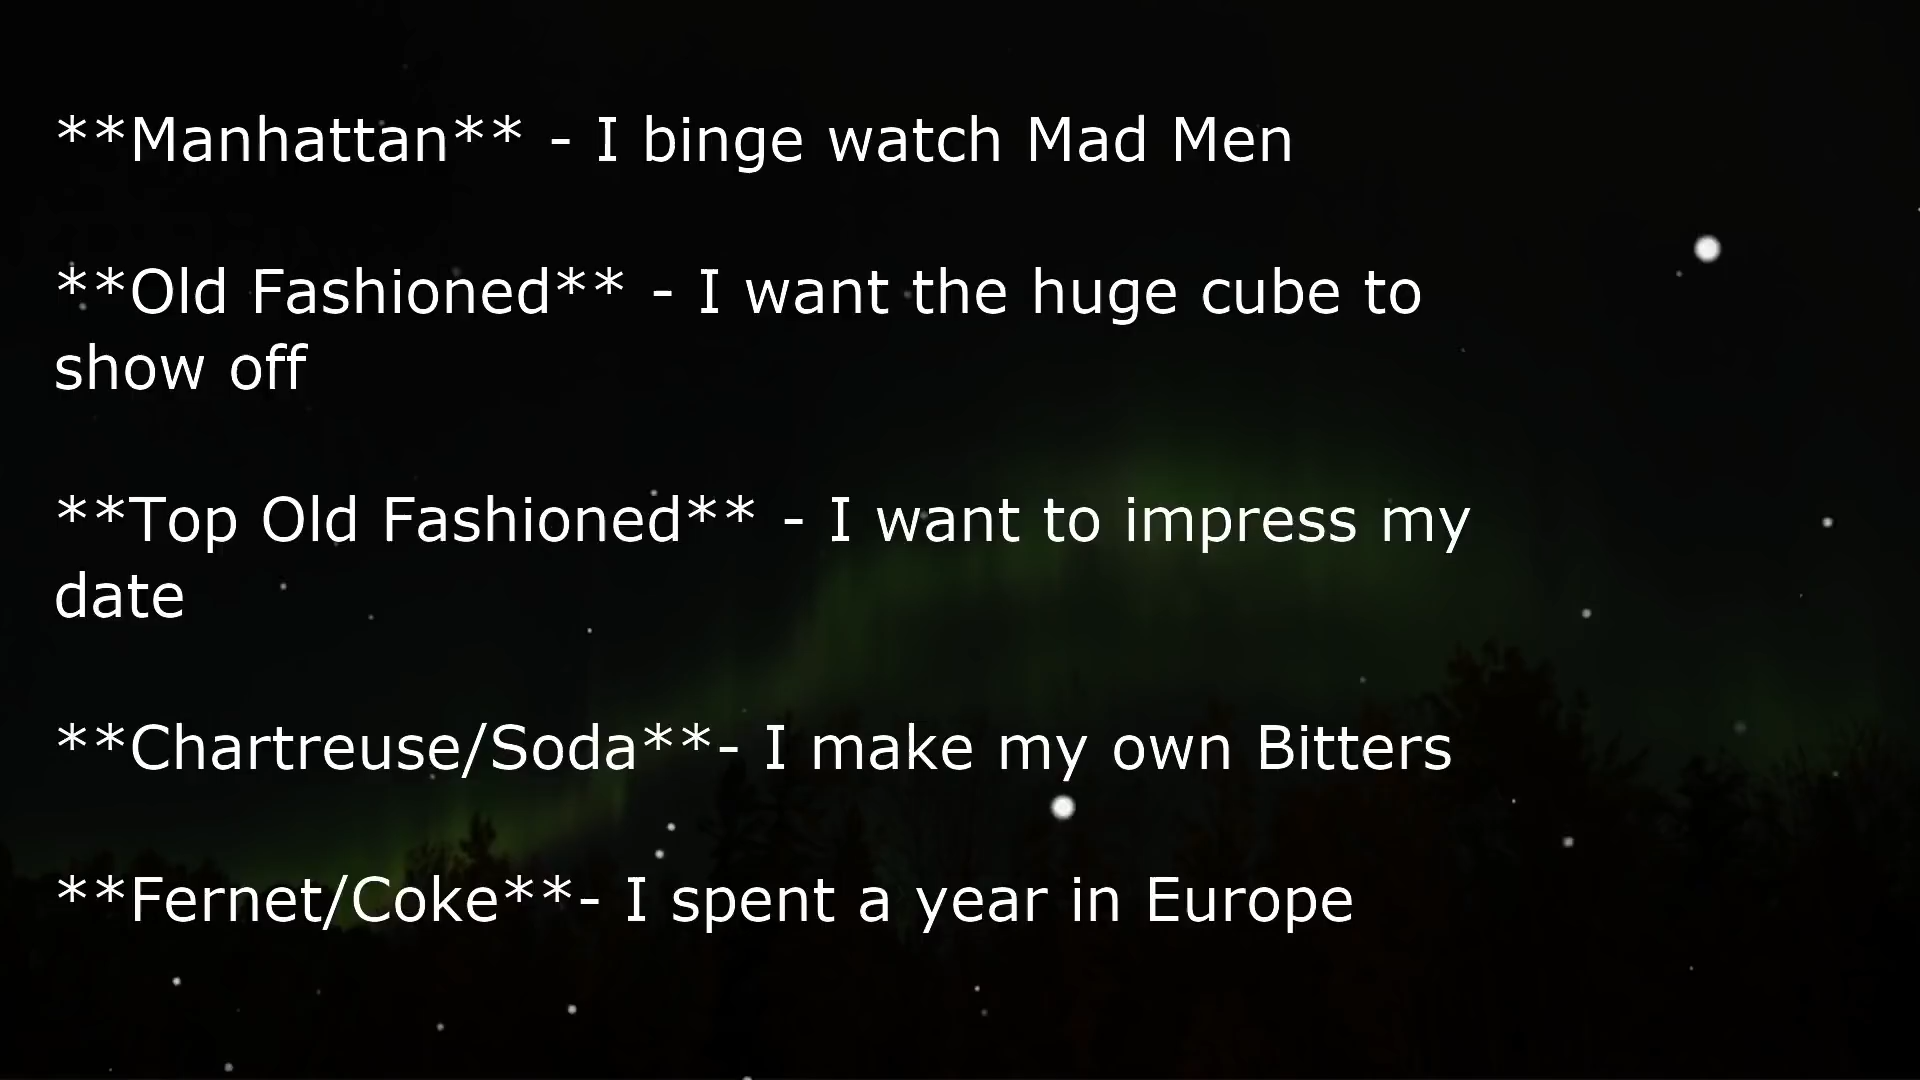 **Manhattan** - I binge watch Mad Men
**Old Fashioned** - I want the huge cube to
show off
**Top Old Fashioned** - I want to impress my
date
**Chartreuse/Soda**- I make my own Bitters
**Fernet/Coke**- I spent a year in Europe